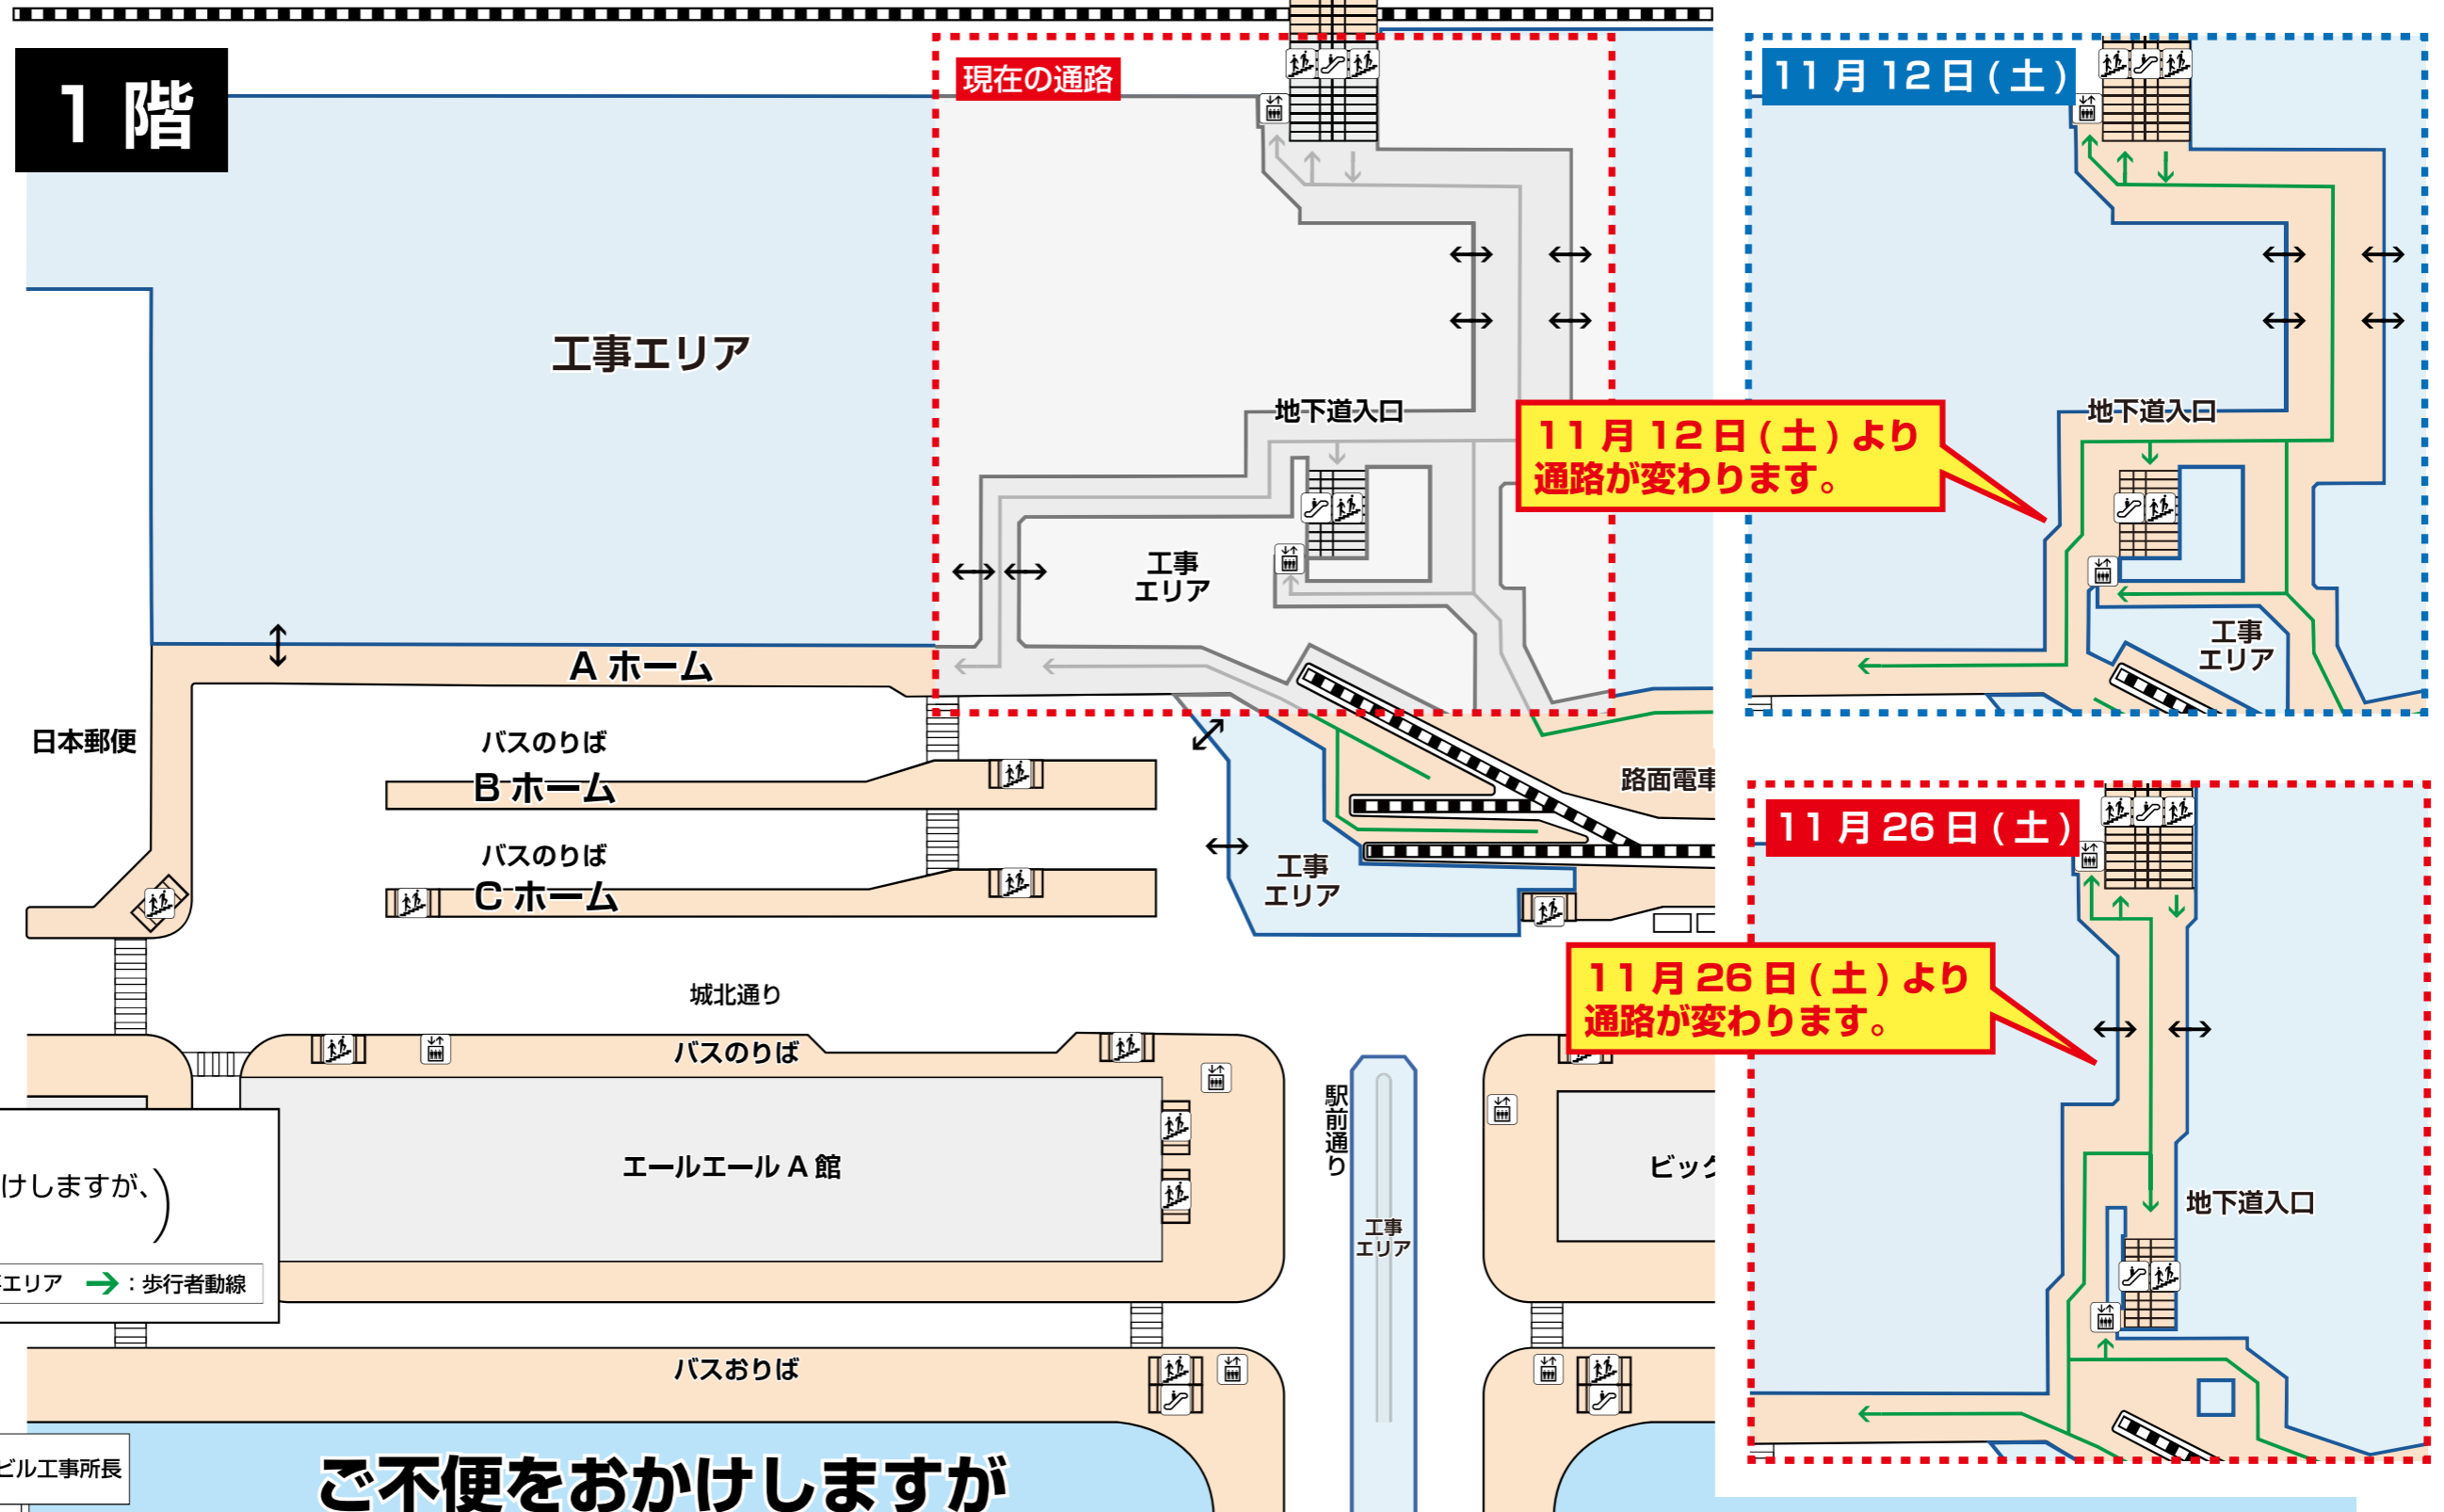 1階
現在の通路
11月12日(土)
工事エリア
地下道入口
地下道入口
11月12日(土)より
通路が変わります。
工事
エリア
工事
エリア
Aホーム
日本郵便
バスのりば
Bホーム
路面電車
11月26日(土)
バスのりば
Cホーム
工事
エリア
城北通り
11月26日(土)より
通路が変わります。
バスのりば
駅前通り
エールエールA館
ビック
けしますが、)
地下道入口
工事
エリア
エリア →:歩行者動線
バスおりば
ビル工事所長
ご不便をおかけしますが